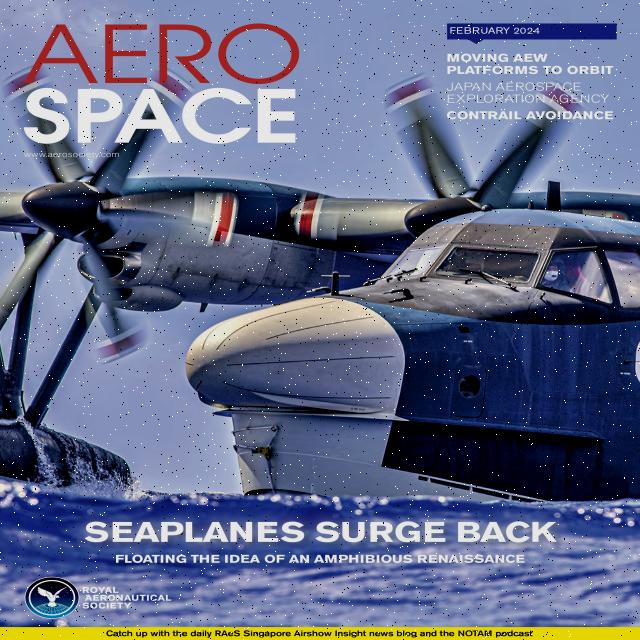 AERO
SPACE
www.aerosociety.com
FEBRUARY 2024
MOVING AEW
PLATFORMS TO ORBIT
JAPAN AEROSPACE
EXPLORATION AGENCY
CONTRAIL AVOIDANCE
SEAPLANES SURGE BACK
FLOATING THE IDEA OF AN AMPHIBIOUS RENAISSANCE
ROYAL
AERONAUTICAL
SOCIETY
Catch up with the daily RAeS Singapore Airshow Insight news blog and the NOTAM podcast